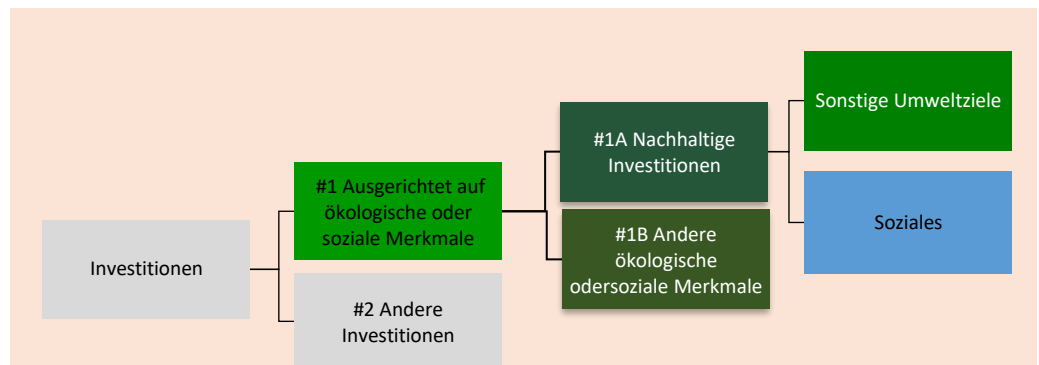 Investitionen
#1 Ausgerichtet auf
ökologische oder
soziale Merkmale
#2 Andere
Investitionen
#1A Nachhaltige
Investitionen
#1B Andere
ökologische
odersoziale Merkmale
Sonstige Umweltziele
Soziales